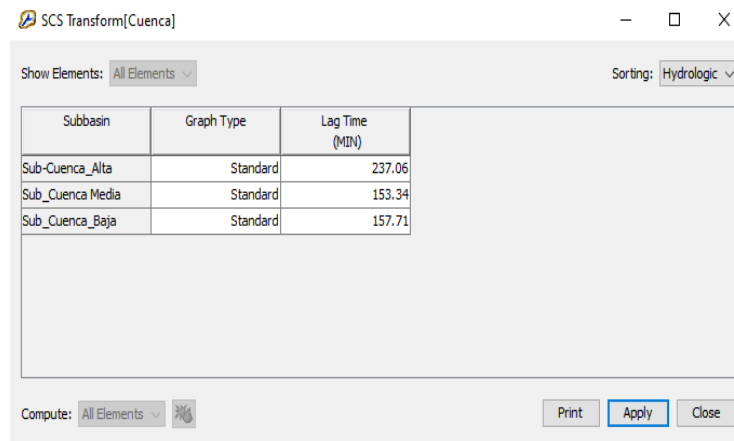 SCS Transform[Cuenca]
Show Elements: All Elements Sorting: Hydrologic
Subbasin Graph Type Lag Time
(MIN)
Sub-Cuenca_Alta Standard 237.06
Sub_Cuenca Media Standard 153.34
Sub_Cuenca_Baja Standard 157.71
Compute: All Elements Print Apply Close